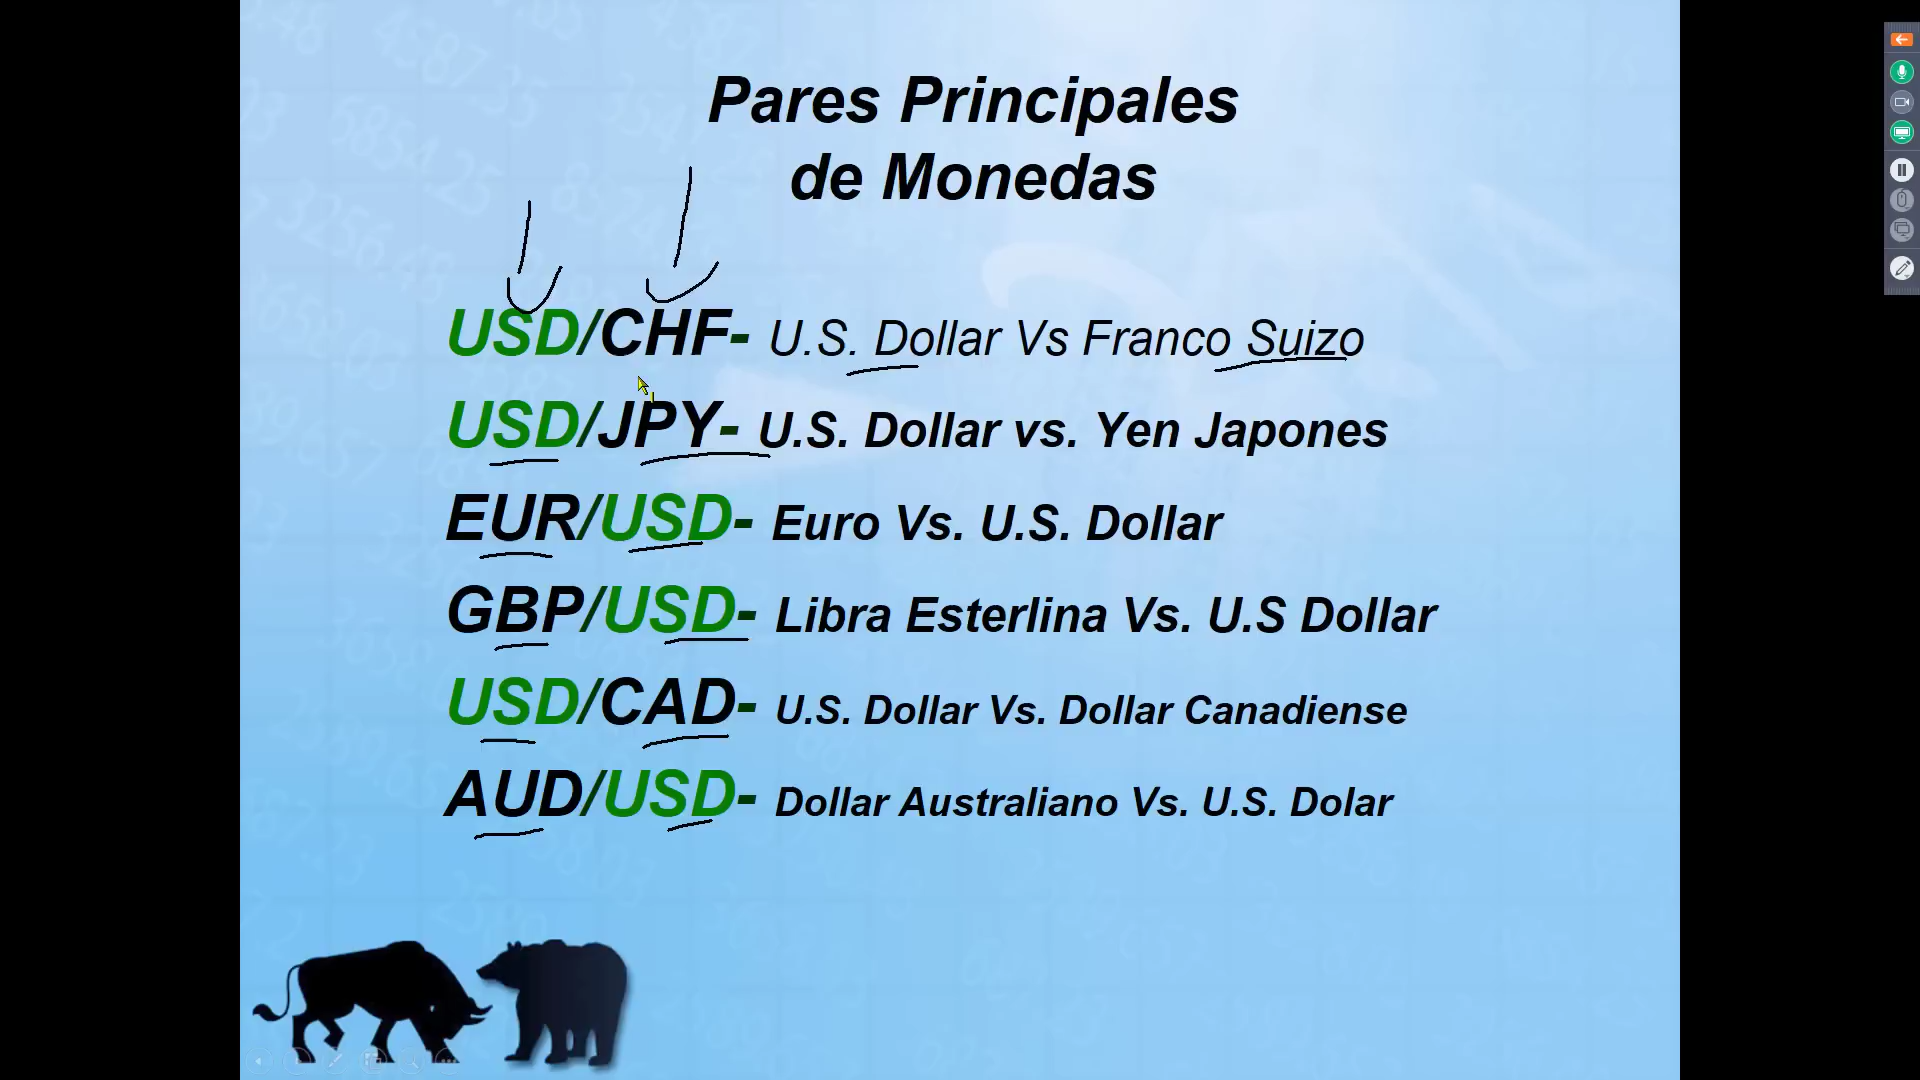 Pares Principales
de Monedas
USD/CHF- U.S. Dollar Vs Franco Suizo
USD/JPY- U.S. Dollar vs. Yen Japones
EUR/USD- Euro Vs. U.S. Dollar
GBP/USD- Libra Esterlina Vs. U.S Dollar
USD/CAD- U.S. Dollar Vs. Dollar Canadiense
AUD/USD- Dollar Australiano Vs. U.S. Dolar